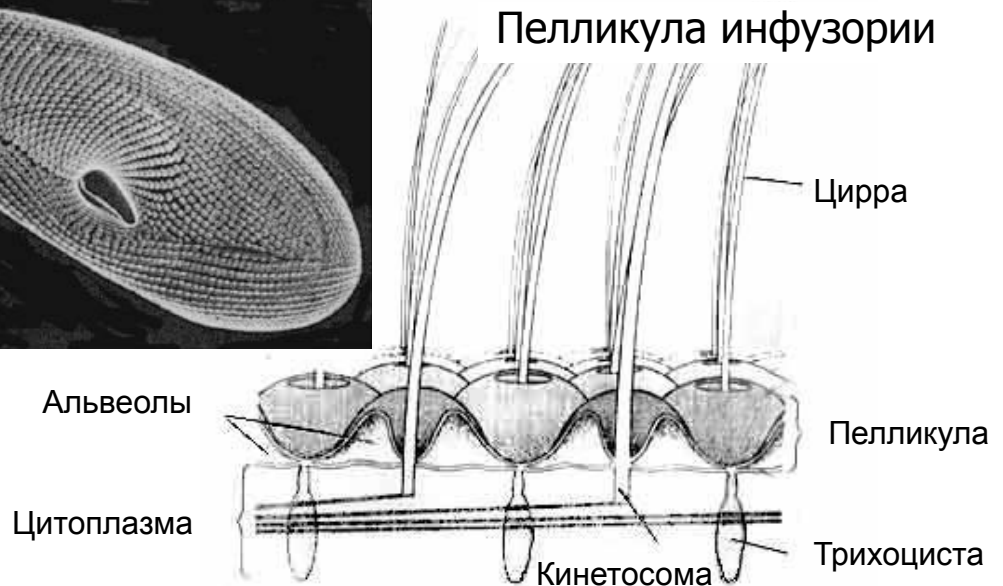 Пелликула инфузории
Цирра
Альвеолы
Пелликула
Цитоплазма
Трихоциста
Кинетосома